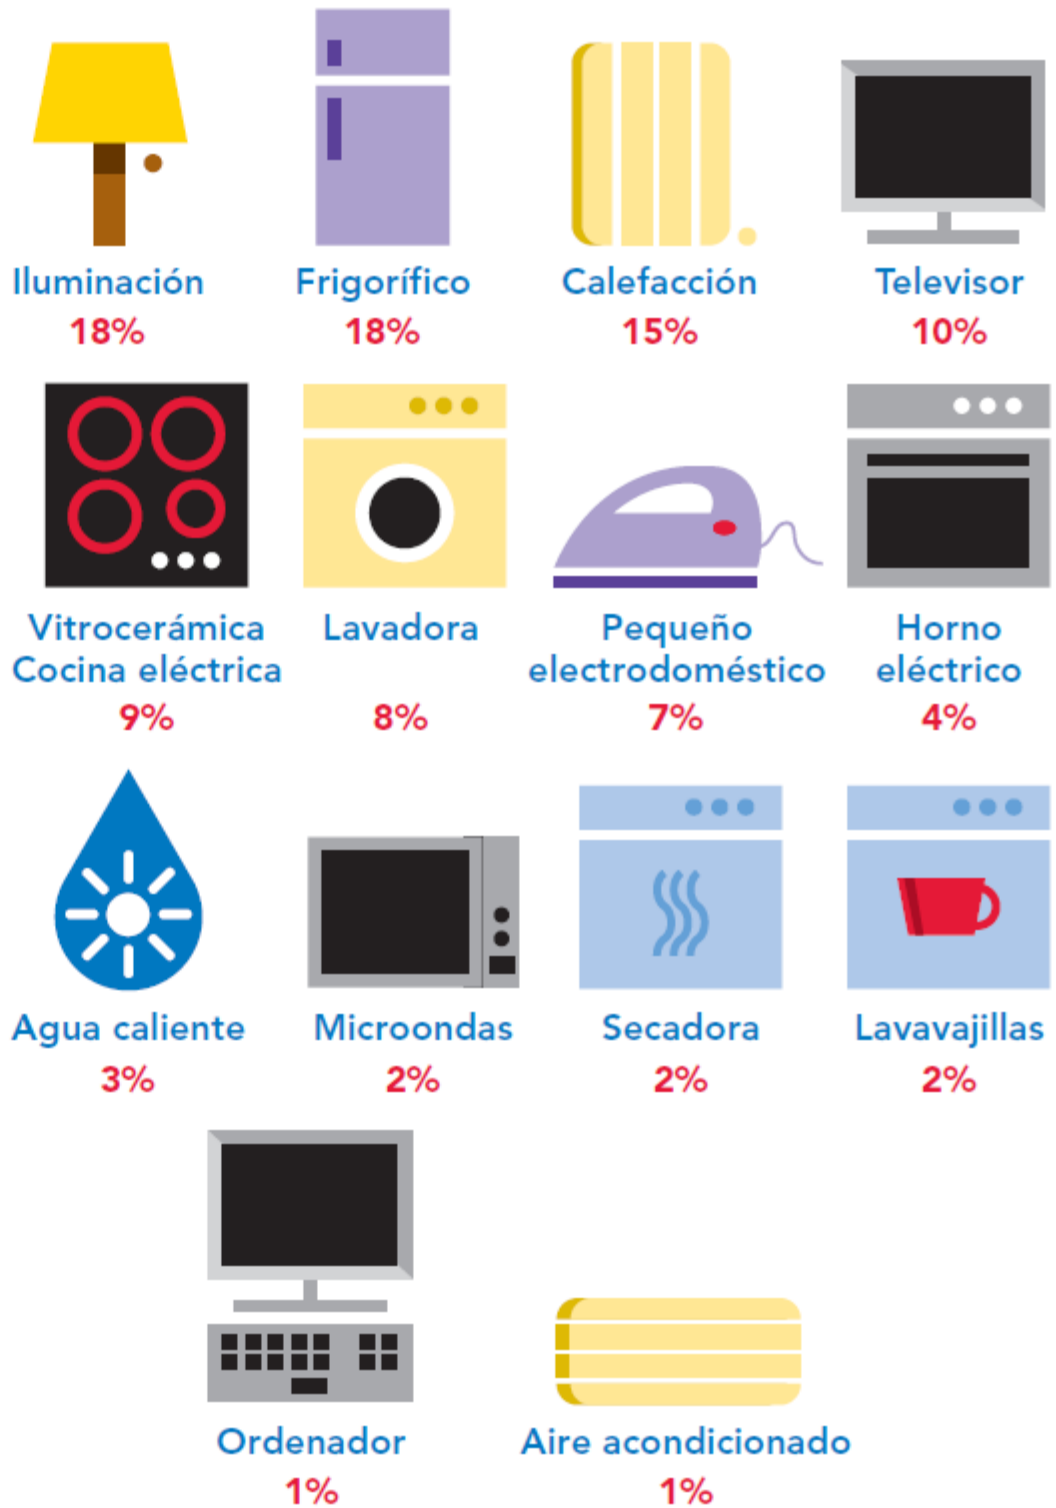 Iluminación
18%
Frigorífico
18%
Calefacción
15%
Televisor
10%
Vitrocerámica
Cocina eléctrica
9%
Lavadora
8%
Pequeño
electrodoméstico
7%
Horno
eléctrico
4%
Agua caliente
3%
Microondas
2%
Secadora
2%
Lavavajillas
2%
Ordenador
1%
Aire acondicionado
1%